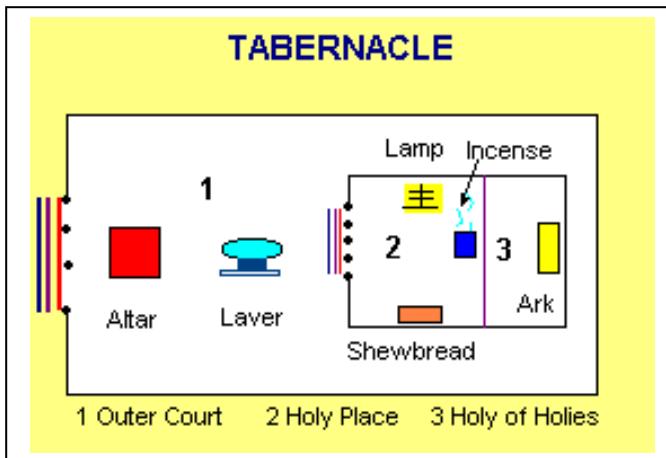 TABERNACLE
Lamp Incense
1
2
3
Altar
Laver
Ark
Shewbread
1 Outer Court 2 Holy Place 3 Holy of Holies